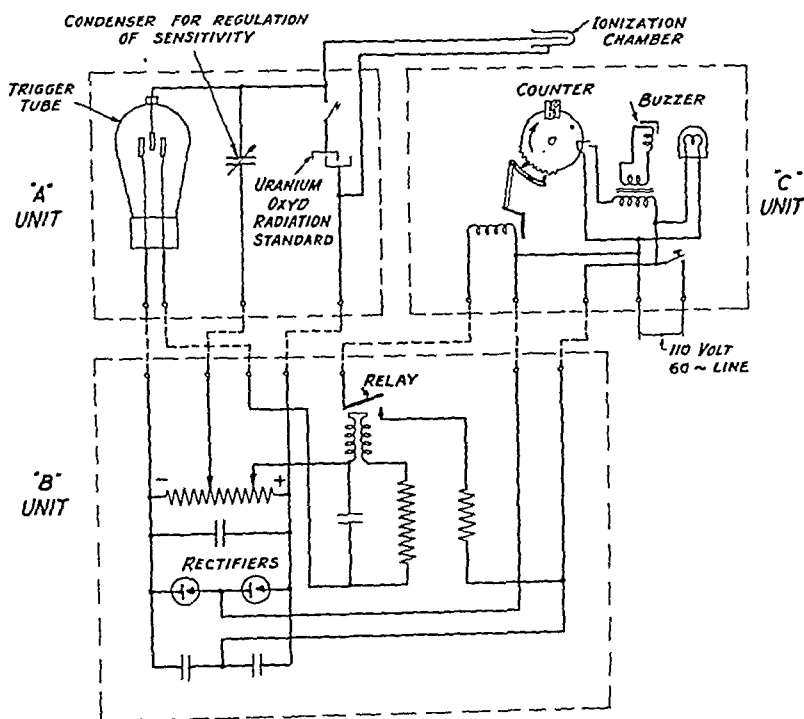 CONDENSER FOR REGULATION
OF SENSITIVITY
IONIZATION
CHAMBER
TRIGGER
TUBE
COUNTER
BUZZER
"A"
UNIT
URANIUM
OXYD
RADIATION
STANDARD
"C"
UNIT
110 VOLT
60 ~ LINE
RELAY
"B"
UNIT
- +
RECTIFIERS